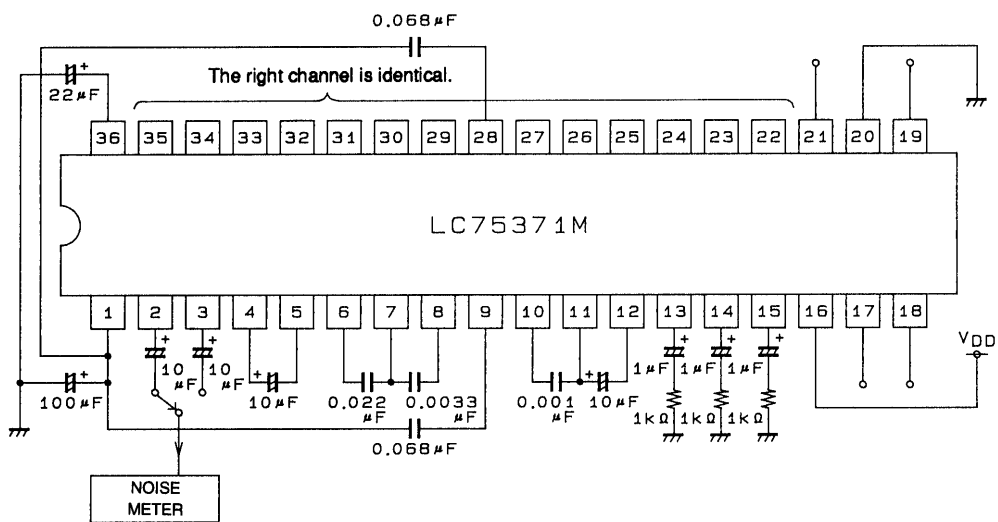 0.068µF
The right channel is identical.
+
22µF
36 35 34 33 32 31 30 29 28 27 26 25 24 23 22 21 20 19
LC75371M
1 2 3 4 5 6 7 8 9 10 11 12 13 14 15 16 17 18
+ + + + +
VDD
10 µF
10 µF
1µF 1µF 1µF
+
100µF
+
10µF
0.022 µF
0.0033 µF
0.001 µF
+
10µF
1kΩ 1kΩ 1kΩ
0.068µF
NOISE
METER